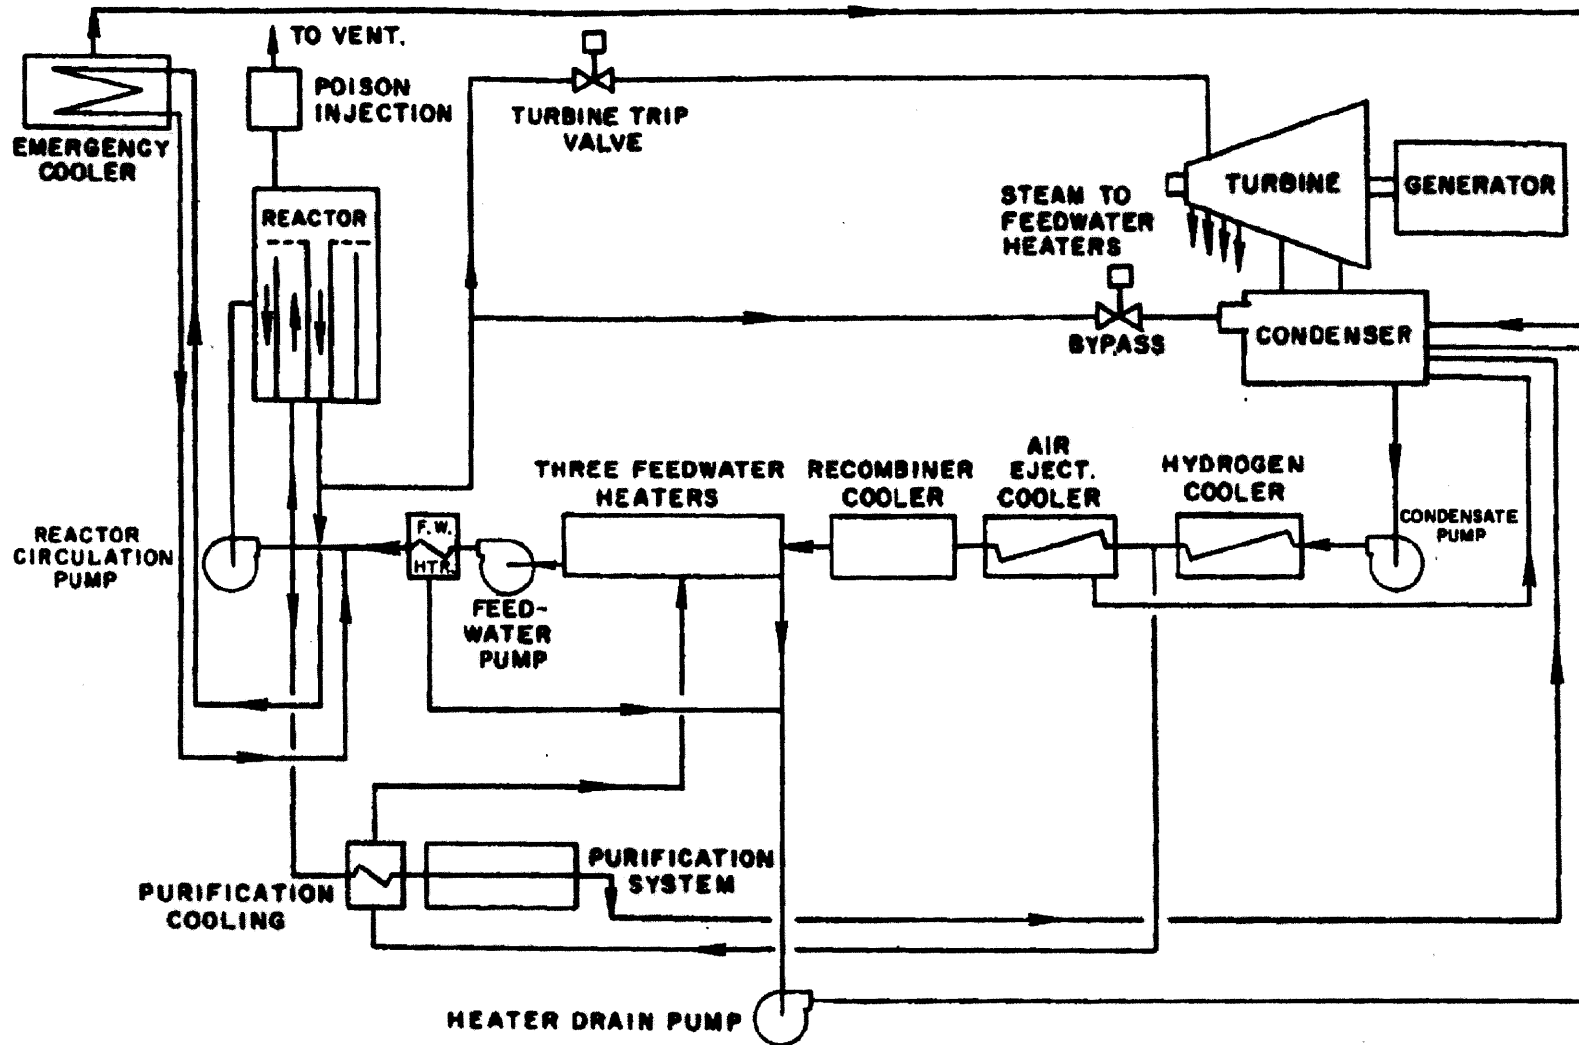 TO VENT.
POISON
INJECTION
TURBINE TRIP
VALVE
EMERGENCY
COOLER
REACTOR
TURBINE
GENERATOR
STEAM TO
FEEDWATER
HEATERS
BYPASS
CONDENSER
THREE FEEDWATER
HEATERS
RECOMBINER
COOLER
AIR
EJECT.
COOLER
HYDROGEN
COOLER
CONDENSATE
PUMP
REACTOR
CIRCULATION
PUMP
F.W.
HTR.
FEED-
WATER
PUMP
PURIFICATION
COOLING
PURIFICATION
SYSTEM
HEATER DRAIN PUMP